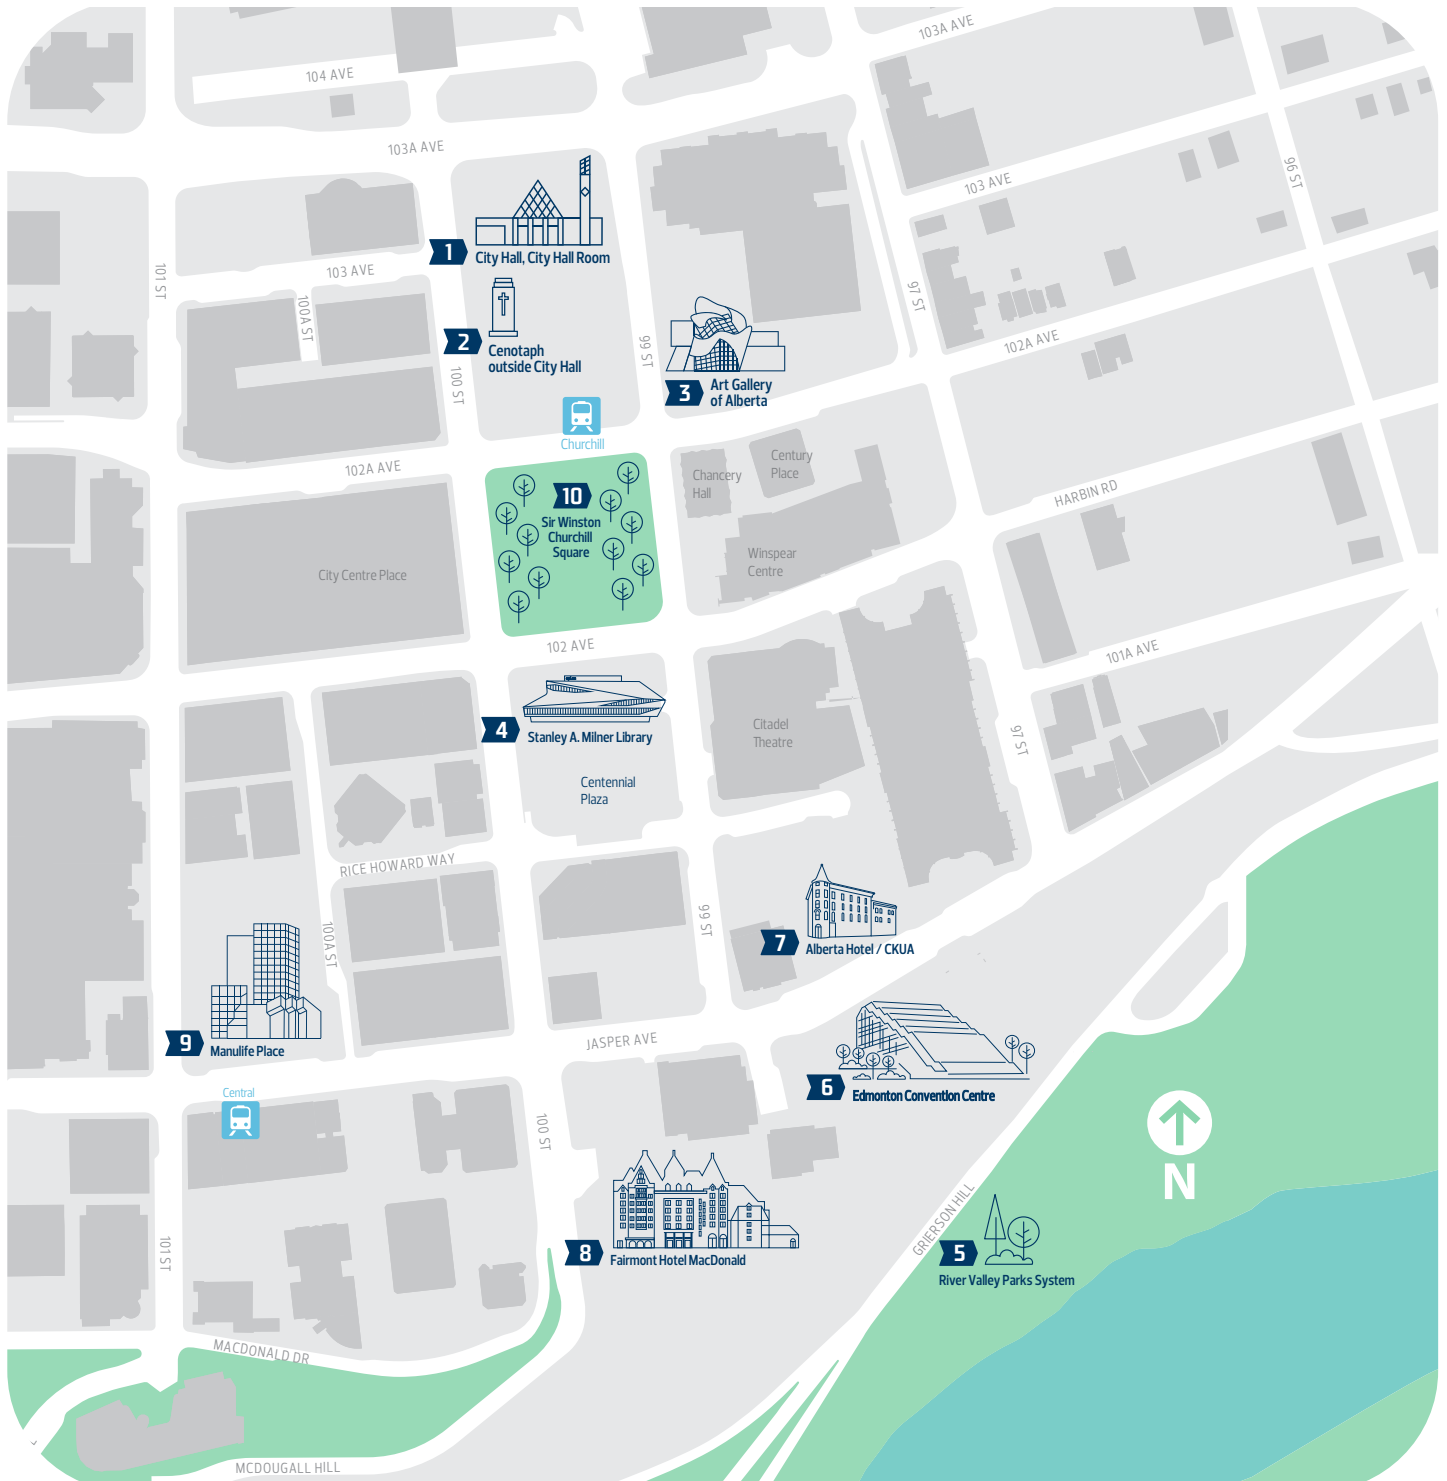 103A AVE
104 AVE
103A AVE
96 ST
103 AVE
1
City Hall, City Hall Room
101 ST
103 AVE
100A ST
97 ST
2
Cenotaph
outside City Hall
99 ST
102A AVE
100 ST
3
Art Gallery
of Alberta
Churchill
102A AVE
Chancery
Hall
Century
Place
HARBIN RD
10
Sir Winston
Churchill
Square
Winspear
Centre
City Centre Place
102 AVE
101A AVE
4
Stanley A. Milner Library
Citadel
Theatre
97 ST
Centennial
Plaza
RICE HOWARD WAY
99 ST
100A ST
7
Alberta Hotel / CKUA
9
Manulife Place
JASPER AVE
6
Edmonton Convention Centre
Central
100 ST
N
GRIERSON HILL
5
River Valley Parks System
101 ST
8
Fairmont Hotel MacDonald
MACDONALD DR
MCDOUGALL HILL